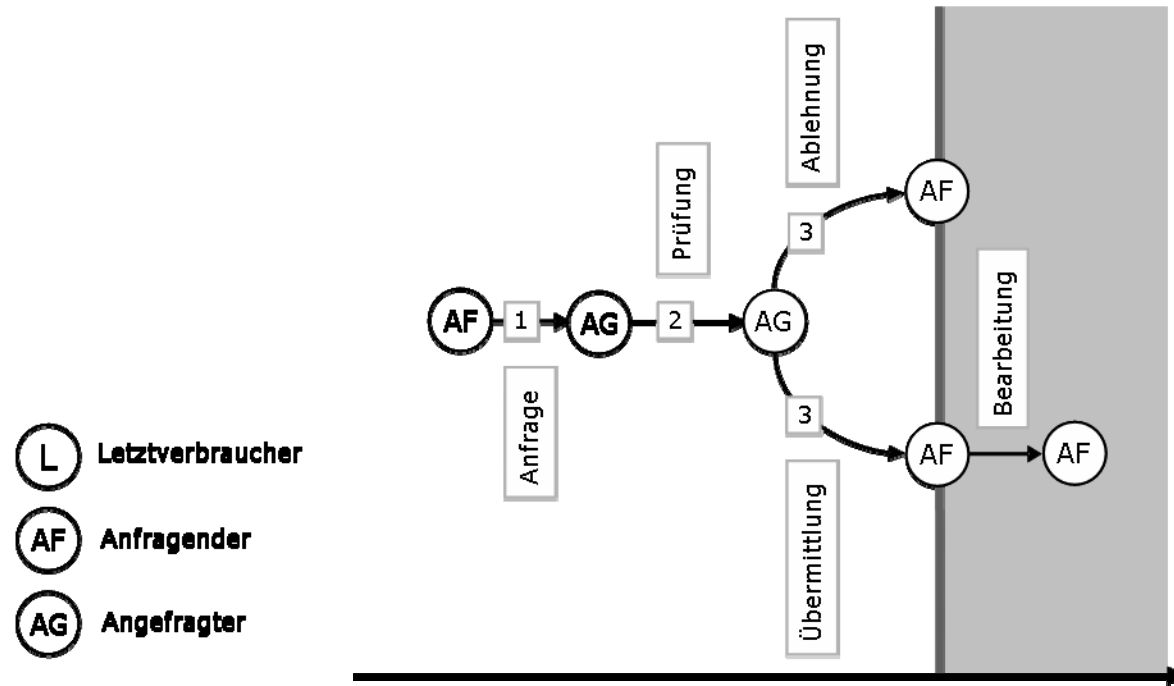 Ablehnung
Prüfung
AF
3
Bearbeitung
AF
1
AG
2
AG
Anfrage
3
AF
AF
Übermittlung
L Letztverbraucher
AF Anfragender
AG Angefragter